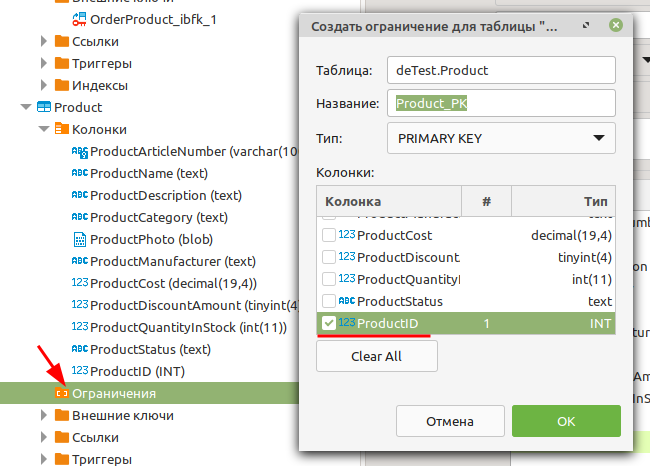 Внешние ключи
OrderProduct_ibfk_1
Ссылки
Триггеры
Индексы
Product
Колонки
ProductArticleNumber (varchar(10
ProductName (text)
ProductDescription (text)
ProductCategory (text)
ProductPhoto (blob)
ProductManufacturer (text)
ProductCost (decimal(19,4))
ProductDiscountAmount (tinyint(4
ProductQuantityInStock (int(11))
ProductStatus (text)
ProductID (INT)
Ограничения
Внешние ключи
Ссылки
Триггеры
Создать ограничение для таблицы "...
Таблица: deTest.Product
Название: Product_PK
Тип: PRIMARY KEY
Колонки:
Колонка # Тип
123 ProductCost decimal(19,4)
123 ProductDiscount. tinyint(4)
123 ProductQuantityI int(11)
ABC ProductStatus text
123 ProductID 1 INT
Clear All
Отмена OK